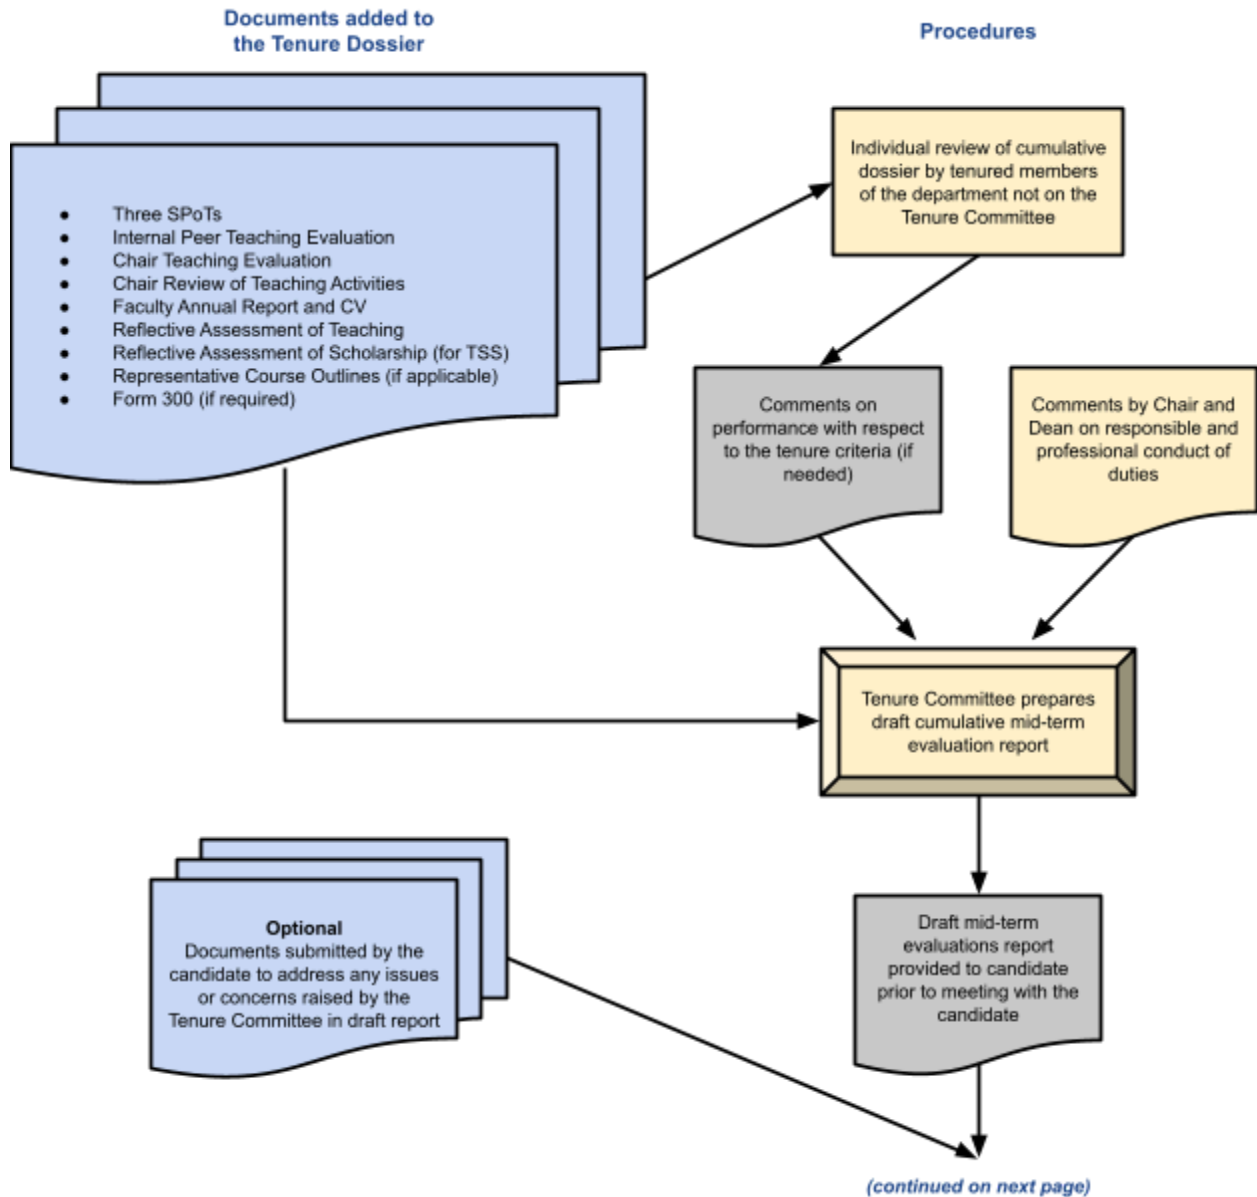 Documents added to
the Tenure Dossier
Procedures
● Three SPoTs
● Internal Peer Teaching Evaluation
● Chair Teaching Evaluation
● Chair Review of Teaching Activities
● Faculty Annual Report and CV
● Reflective Assessment of Teaching
● Reflective Assessment of Scholarship (for TSS)
● Representative Course Outlines (if applicable)
● Form 300 (if required)
Individual review of cumulative
dossier by tenured members
of the department not on the
Tenure Committee
Comments on
performance with respect
to the tenure criteria (if
needed)
Comments by Chair and
Dean on responsible and
professional conduct of
duties
Tenure Committee prepares
draft cumulative mid-term
evaluation report
Optional
Documents submitted by the
candidate to address any issues
or concerns raised by the
Tenure Committee in draft report
Draft mid-term
evaluations report
provided to candidate
prior to meeting with the
candidate
(continued on next page)